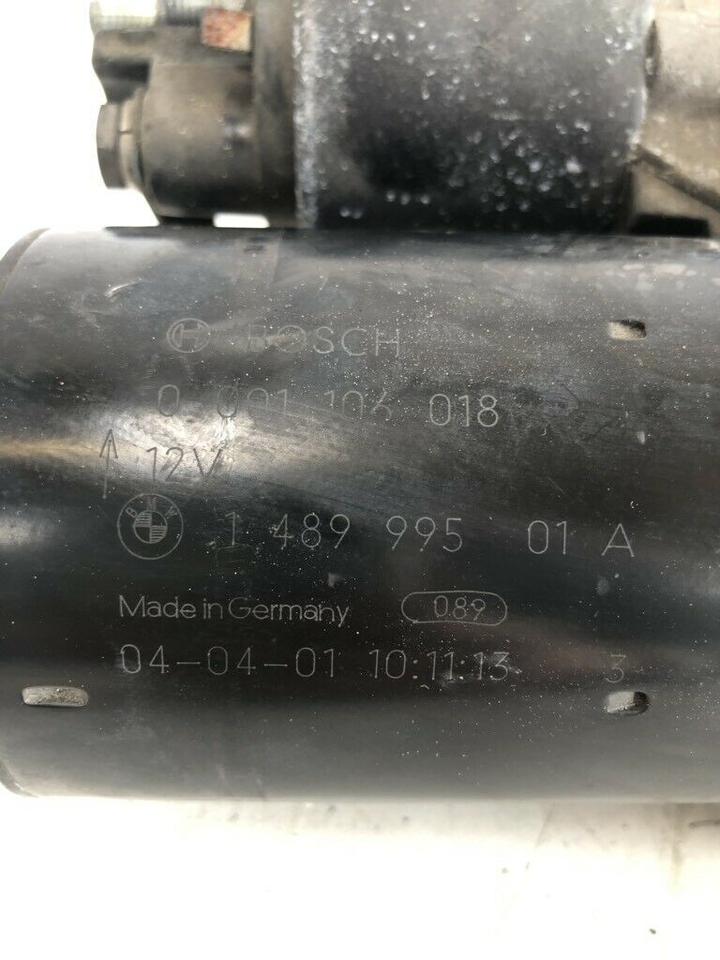 BOSCH
0 001 106 018
12V
BMW 1 489 995 01 A
Made in Germany 089
04-04-01 10:11:13 3